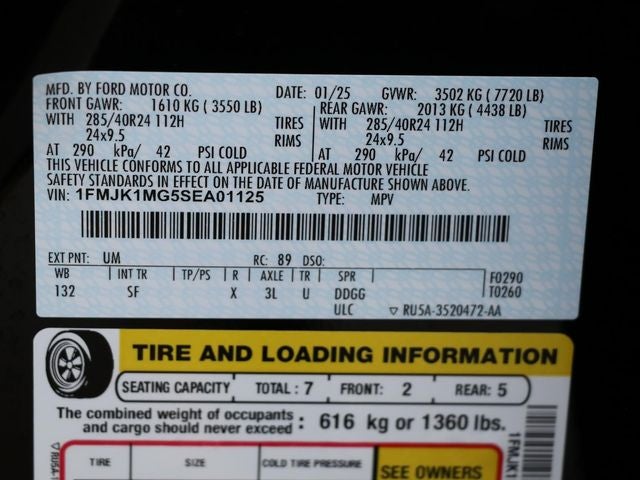 MFD. BY FORD MOTOR CO. DATE: 01/25 GVWR: 3502 KG ( 7720 LB)
FRONT GAWR: 1610 KG ( 3550 LB) REAR GAWR: 2013 KG ( 4438 LB)
WITH 285/40R24 112H TIRES WITH 285/40R24 112H TIRES
24x9.5 RIMS 24x9.5 RIMS
AT 290 kPa/ 42 PSI COLD AT 290 kPa/ 42 PSI COLD
THIS VEHICLE CONFORMS TO ALL APPLICABLE FEDERAL MOTOR VEHICLE
SAFETY STANDARDS IN EFFECT ON THE DATE OF MANUFACTURE SHOWN ABOVE.
VIN: 1FMJK1MG5SEA01125 TYPE: MPV
EXT PNT: UM RC: 89 DSO:
WB INT TR TP/PS R AXLE TR SPR F0290
132 SF X 3L U DDGG T0260
ULC ▽ RU5A-3520472-AA
TIRE AND LOADING INFORMATION
SEATING CAPACITY TOTAL : 7 FRONT: 2 REAR: 5
The combined weight of occupants
and cargo should never exceed : 616 kg or 1360 lbs.
TIRE SIZE COLD TIRE PRESSURE SEE OWNERS
1FMJK1
RU5A-1